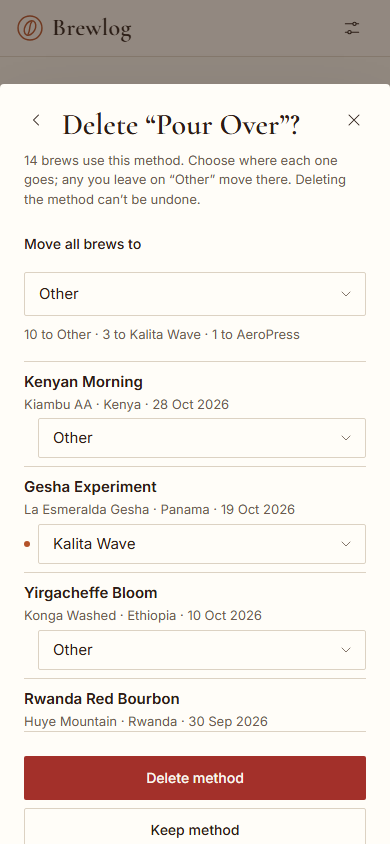 Brewlog
Delete “Pour Over”?
14 brews use this method. Choose where each one
goes; any you leave on “Other” move there. Deleting
the method can’t be undone.
Move all brews to
Other
10 to Other · 3 to Kalita Wave · 1 to AeroPress
Kenyan Morning
Kiambu AA · Kenya · 28 Oct 2026
Other
Gesha Experiment
La Esmeralda Gesha · Panama · 19 Oct 2026
Kalita Wave
Yirgacheffe Bloom
Konga Washed · Ethiopia · 10 Oct 2026
Other
Rwanda Red Bourbon
Huye Mountain · Rwanda · 30 Sep 2026
Delete method
Keep method